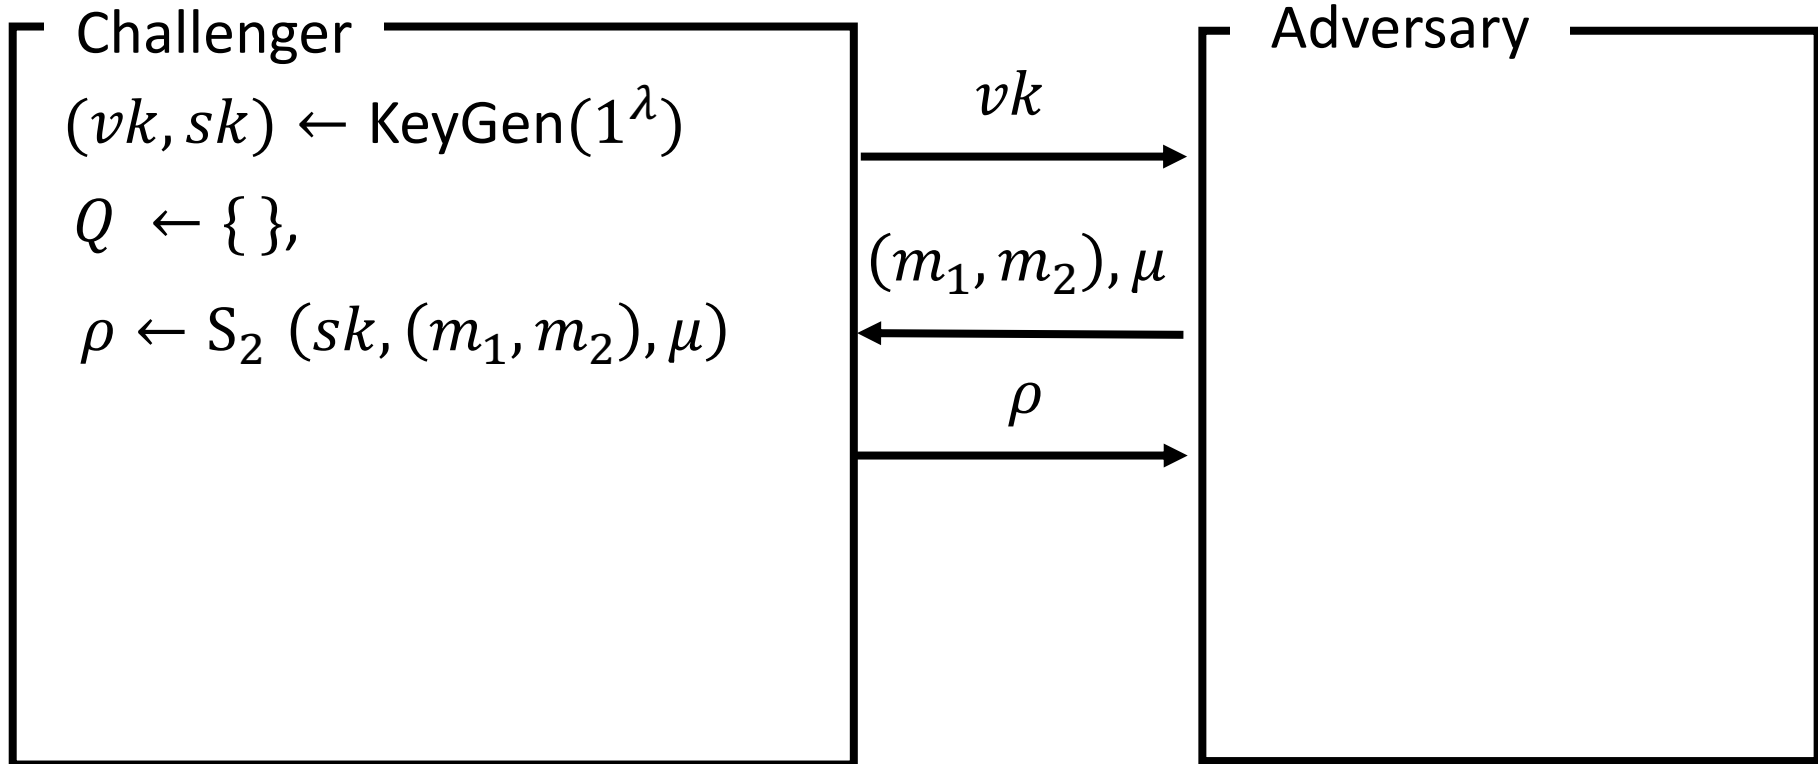 Challenger
(𝑣𝑘, 𝑠𝑘) ← KeyGen(1^𝜆)
𝑄 ← { },
𝜌 ← S₂ (𝑠𝑘, (𝑚₁, 𝑚₂), 𝜇)
𝑣𝑘
(𝑚₁, 𝑚₂), 𝜇
𝜌
Adversary